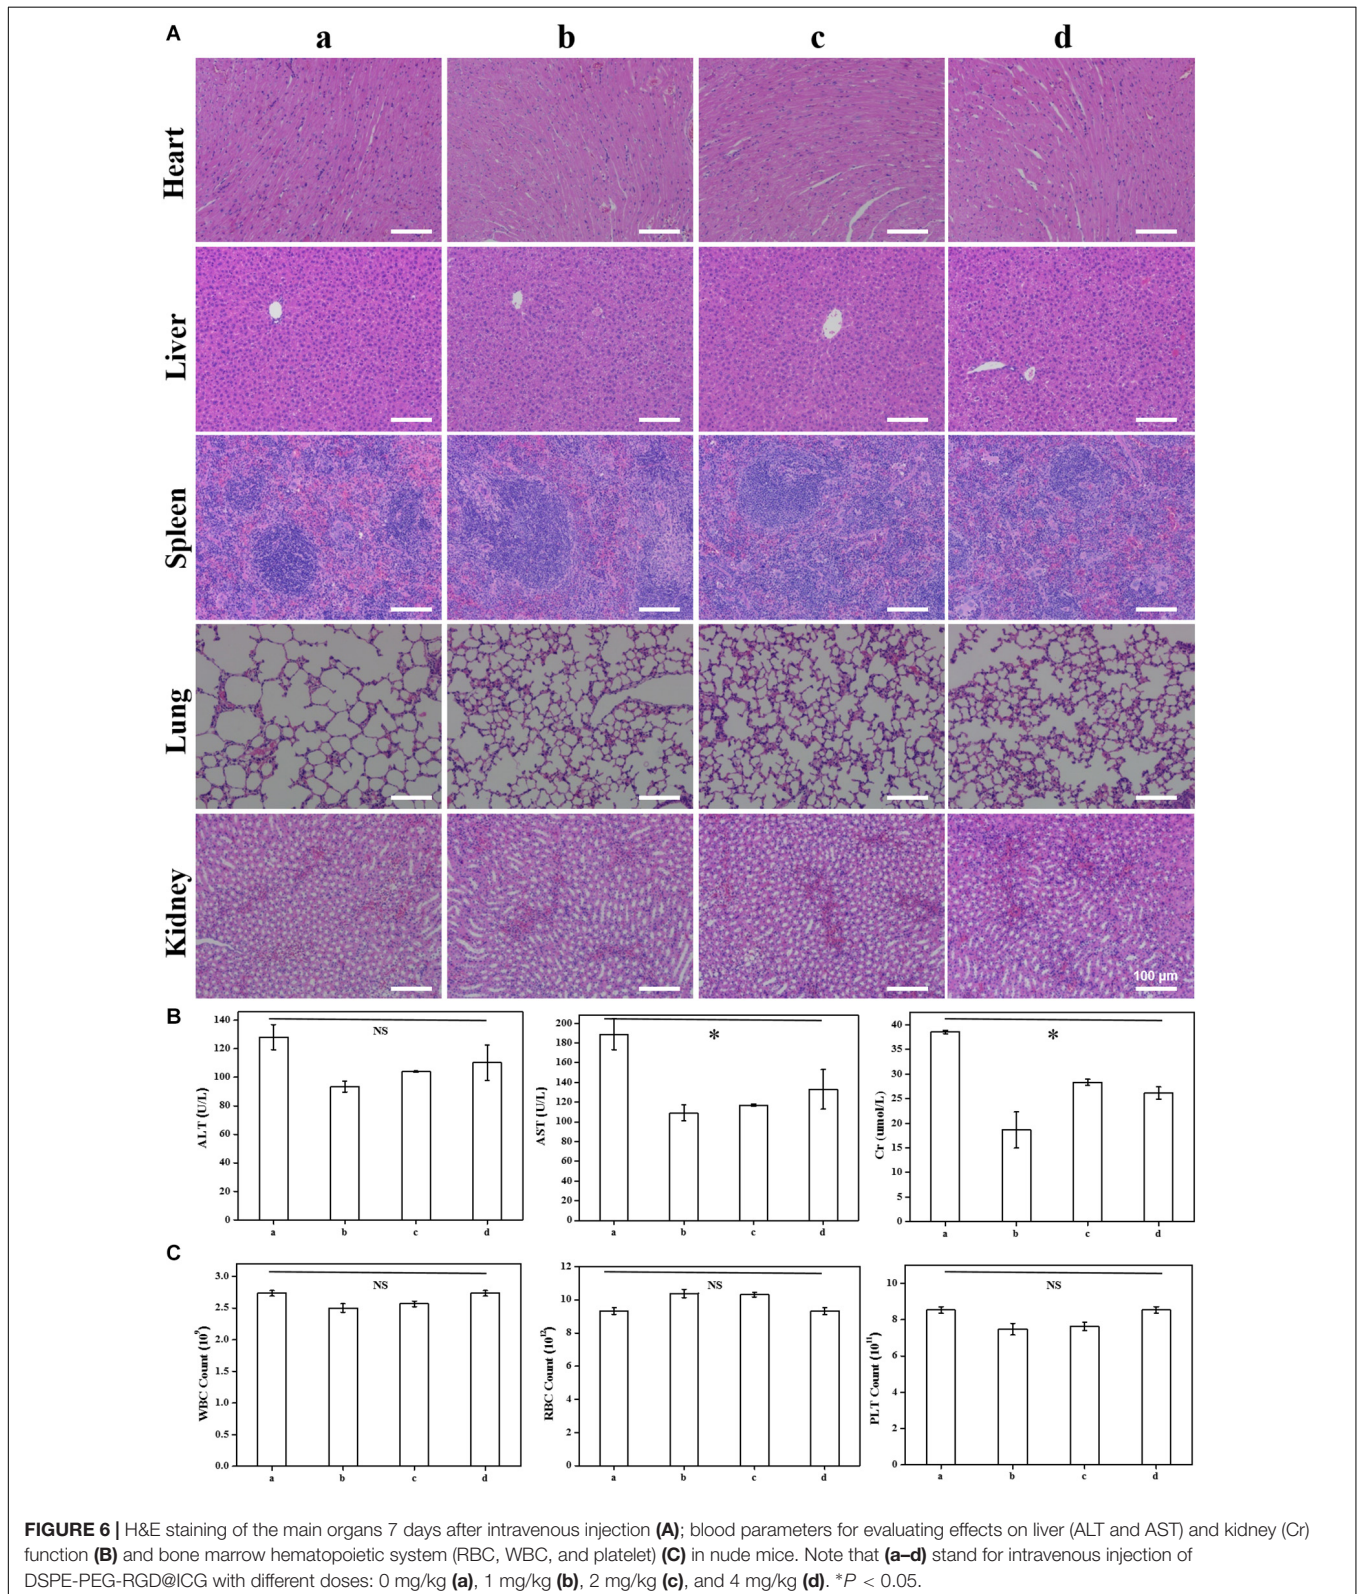 A
a b c d
Heart
Liver
Spleen
Lung
Kidney
100 μm
B
140
120
100
80
60
40
20
0
ALT (U/L)
NS
a b c d
200
180
160
140
120
100
80
60
40
20
0
AST (U/L)
*
a b c d
40
35
30
25
20
15
10
5
0
Cr (umol/L)
*
a b c d
C
3.0
2.5
2.0
1.5
1.0
0.5
0.0
WBC Count (10⁹)
NS
a b c d
12
10
8
6
4
2
0
RBC Count (10¹²)
NS
a b c d
10
8
6
4
2
0
PLT Count (10¹¹)
NS
a b c d
FIGURE 6 | H&E staining of the main organs 7 days after intravenous injection (A); blood parameters for evaluating effects on liver (ALT and AST) and kidney (Cr)
function (B) and bone marrow hematopoietic system (RBC, WBC, and platelet) (C) in nude mice. Note that (a–d) stand for intravenous injection of
DSPE-PEG-RGD@ICG with different doses: 0 mg/kg (a), 1 mg/kg (b), 2 mg/kg (c), and 4 mg/kg (d). *P < 0.05.